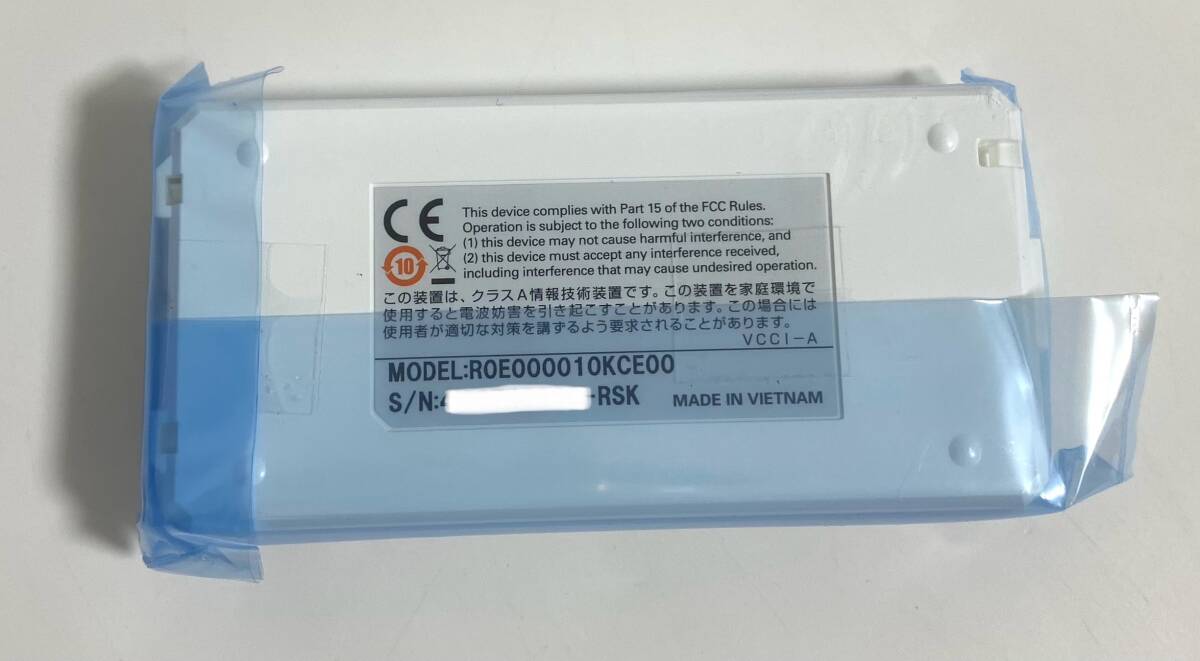 CE
This device complies with Part 15 of the FCC Rules.
Operation is subject to the following two conditions:
(1) this device may not cause harmful interference, and
(2) this device must accept any interference received,
including interference that may cause undesired operation.
10
この装置は、クラスA情報技術装置です。この装置を家庭環境で
使用すると電波妨害を引き起こすことがあります。この場合には
使用者が適切な対策を講ずるよう要求されることがあります。
VCCI-A
MODEL:R0E000010KCE00
S/N: -RSK MADE IN VIETNAM